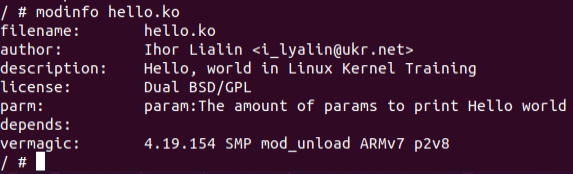 / # modinfo hello.ko
filename:       hello.ko
author:         Ihor Lialin <i_lyalin@ukr.net>
description:    Hello, world in Linux Kernel Training
license:        Dual BSD/GPL
parm:           param:The amount of params to print Hello world
depends:
vermagic:       4.19.154 SMP mod_unload ARMv7 p2v8
/ #